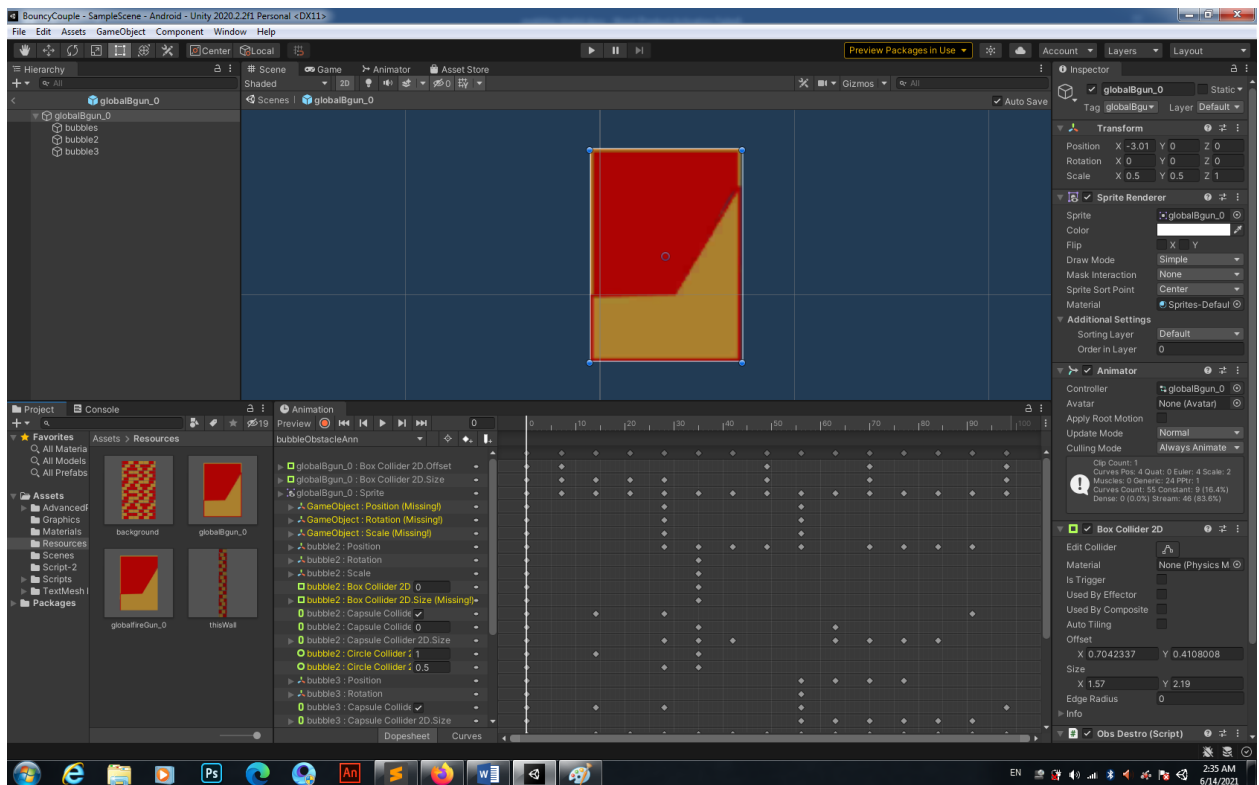 BouncyCouple - SampleScene - Android - Unity 2020.2.2f1 Personal <DX11>
File Edit Assets GameObject Component Window Help
Center Local Preview Packages in Use Account Layers Layout
Hierarchy
All
globalBgun_0
globalBgun_0
bubbles
bubble2
bubble3
Scene Game Animator Asset Store
Shaded 2D 0 Gizmos All
Scenes globalBgun_0 Auto Save
Inspector
globalBgun_0 Static
Tag globalBgu Layer Default
Transform
Position X -3.01 Y 0 Z 0
Rotation X 0 Y 0 Z 0
Scale X 0.5 Y 0.5 Z 1
Sprite Renderer
Sprite globalBgun_0
Color
Flip X Y
Draw Mode Simple
Mask Interaction None
Sprite Sort Point Center
Material Sprites-Defaul
Additional Settings
Sorting Layer Default
Order in Layer 0
Animator
Controller globalBgun_0
Avatar None (Avatar)
Apply Root Motion
Update Mode Normal
Culling Mode Always Animate
Clip Count: 1
Curves Pos: 4 Quat: 0 Euler: 4 Scale: 2
Muscles: 0 Generic: 24 PPtr: 1
Curves Count: 55 Constant: 9 (16.4%)
Dense: 0 (0.0%) Stream: 46 (83.6%)
Box Collider 2D
Edit Collider
Material None (Physics M
Is Trigger
Used By Effector
Used By Composite
Auto Tiling
Offset
X 0.7042337 Y 0.4108008
Size
X 1.57 Y 2.19
Edge Radius 0
Info
Obs Destro (Script)
Project Console
19
Favorites
All Materia
All Models
All Prefabs
Assets
AdvancedF
Graphics
Materials
Resources
Scenes
Script-2
Scripts
TextMesh
Packages
Assets > Resources
background globalBgun_0
globalfireGun_0 thisWall
Animation
Preview 0
0 10 20 30 40 50 60 70 80 90 100
bubbleObstacleAnn
globalBgun_0 : Box Collider 2D.Offset
globalBgun_0 : Box Collider 2D.Size
globalBgun_0 : Sprite
GameObject : Position (Missing!)
GameObject : Rotation (Missing!)
GameObject : Scale (Missing!)
bubble2 : Position
bubble2 : Rotation
bubble2 : Scale
bubble2 : Box Collider 2D 0
bubble2 : Box Collider 2D.Size (Missing!)
bubble2 : Capsule Collide
bubble2 : Capsule Collide 0
bubble2 : Capsule Collider 2D.Size
bubble2 : Circle Collider 2 1
bubble2 : Circle Collider 2 0.5
bubble3 : Position
bubble3 : Rotation
bubble3 : Capsule Collide
bubble3 : Capsule Collider 2D.Size
Dopesheet Curves
Ps An W
EN 2:35 AM
6/14/2021